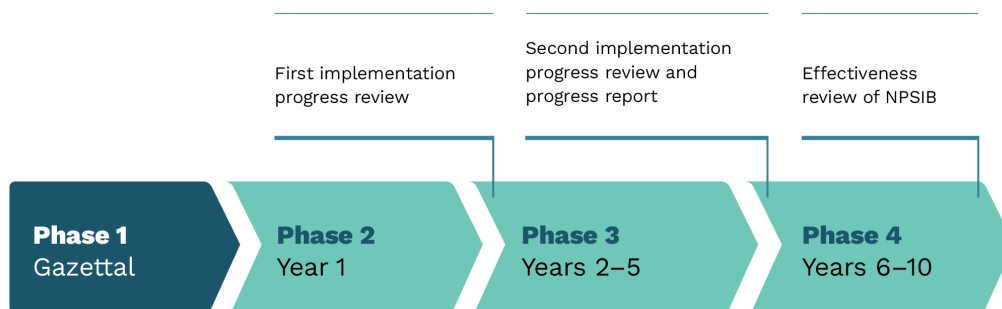 First implementation
progress review
Second implementation
progress review and
progress report
Effectiveness
review of NPSIB
Phase 1
Gazettal
Phase 2
Year 1
Phase 3
Years 2–5
Phase 4
Years 6–10